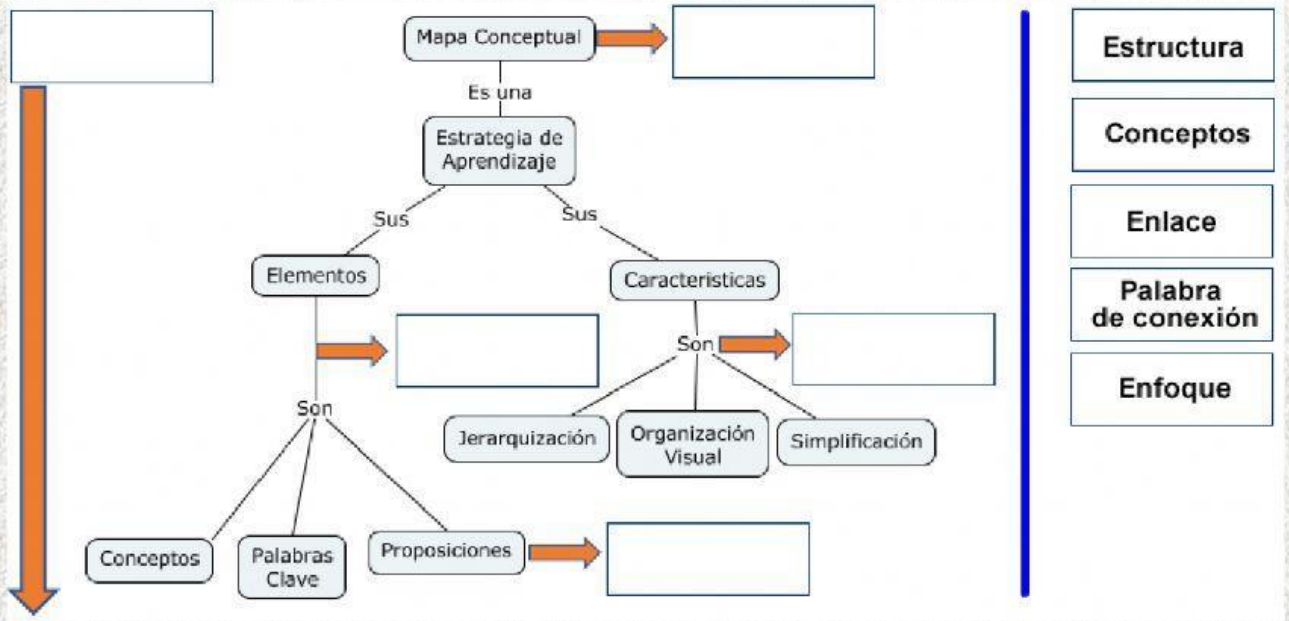 Mapa Conceptual
Es una
Estrategia de
Aprendizaje
Sus
Sus
Elementos
Caracteristicas
Son
Son
Jerarquización
Organización
Visual
Simplificación
Conceptos
Palabras
Clave
Proposiciones
Estructura
Conceptos
Enlace
Palabra
de conexión
Enfoque